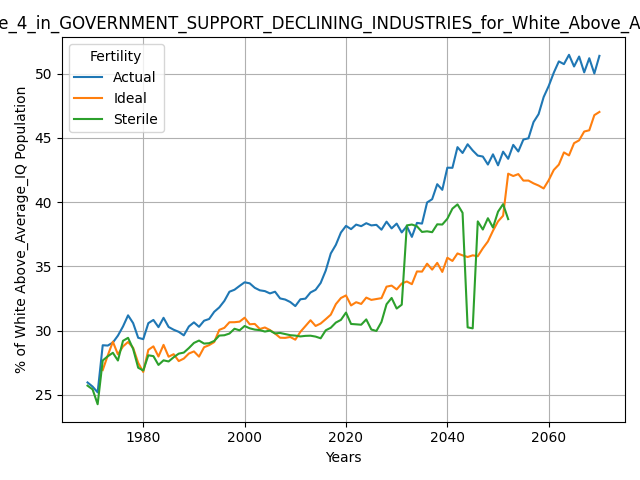 e_4_in_GOVERNMENT_SUPPORT_DECLINING_INDUSTRIES_for_White_Above_A
Fertility
Actual
Ideal
Sterile
% of White Above_Average_IQ Population
50
45
40
35
30
25
1980
2000
2020
2040
2060
Years